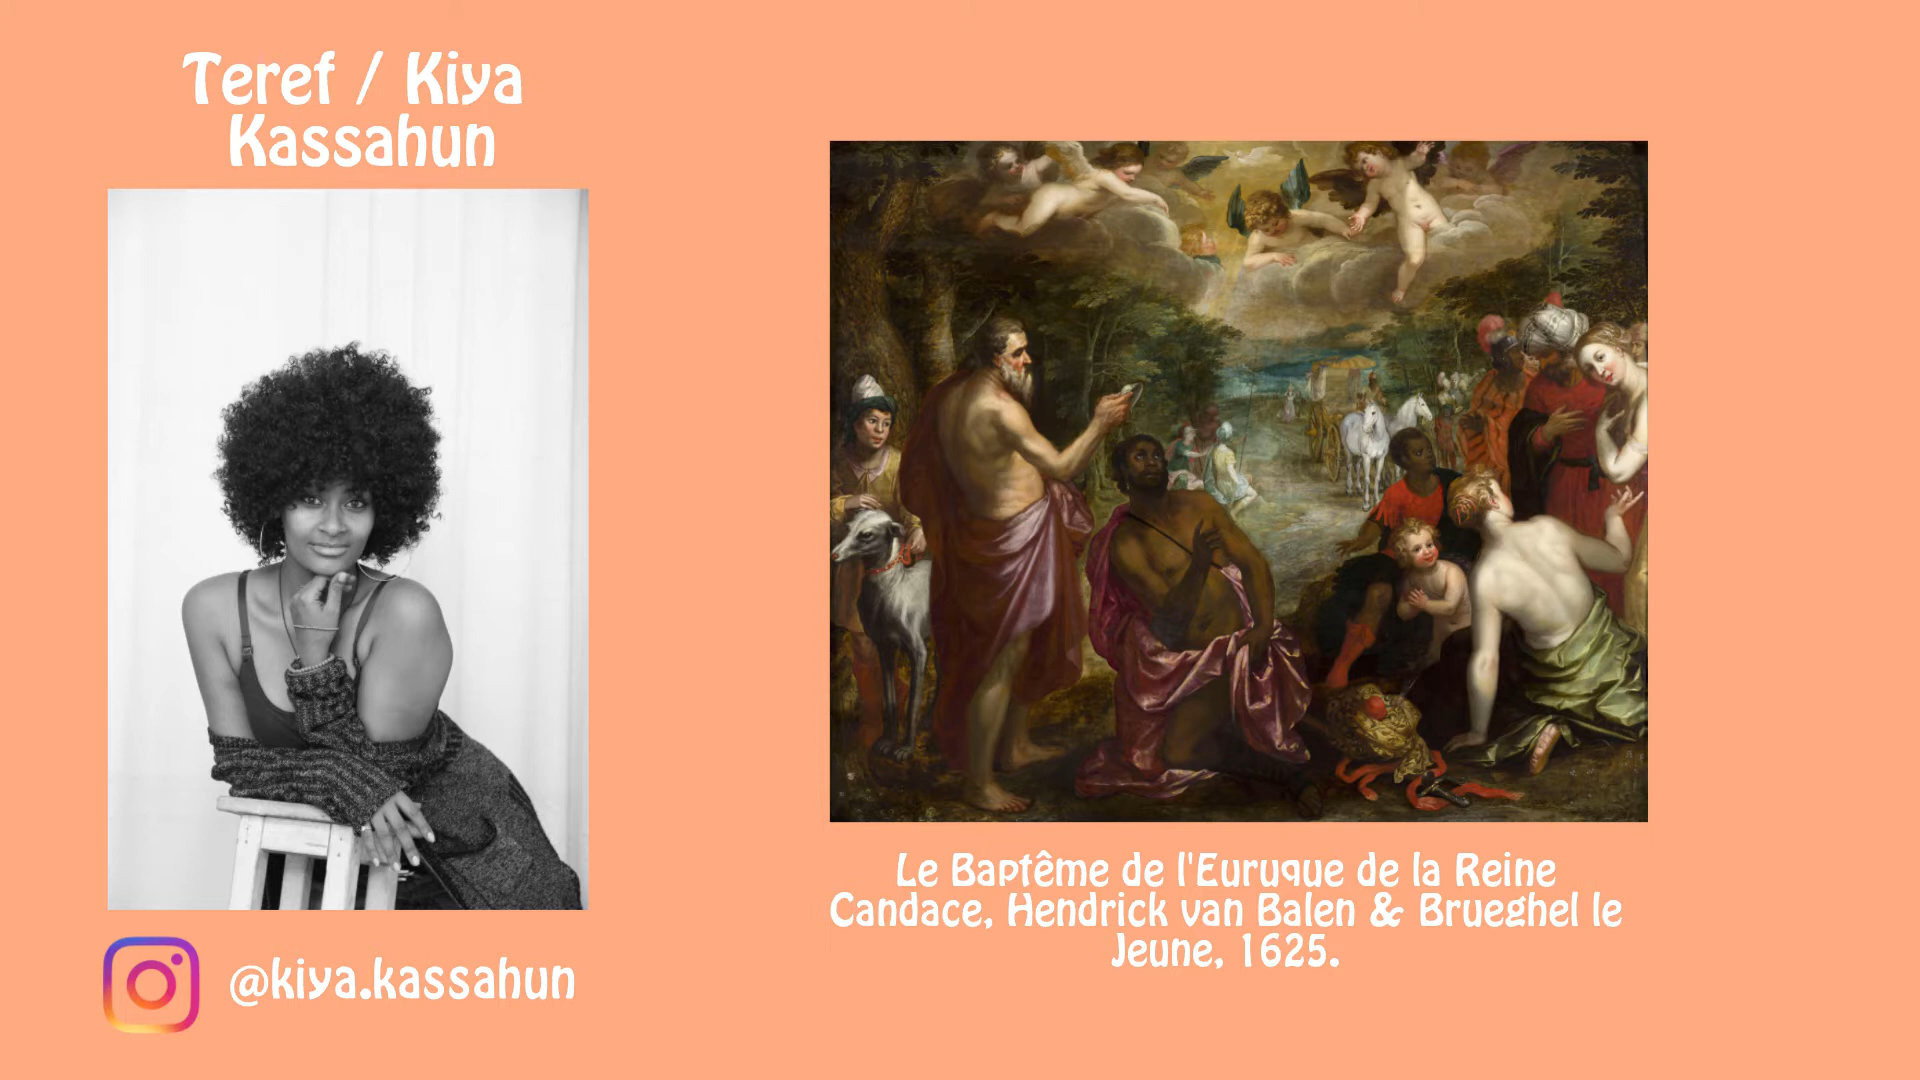 Teref / Kiya
Kassahun
@kiya.kassahun
Le Baptême de l'Euruque de la Reine
Candace, Hendrick van Balen & Brueghel le
Jeune, 1625.